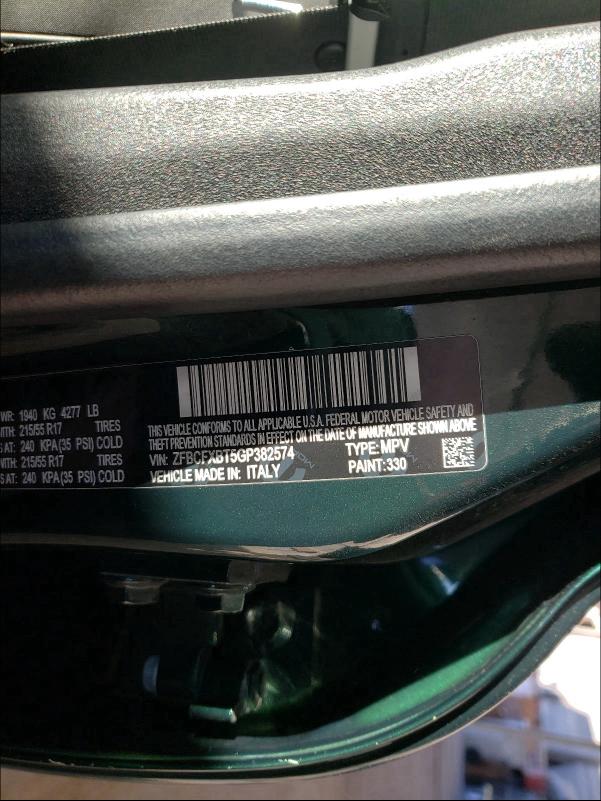 WR: 1940 KG 4277 LB
WITH: 215/55 R17 TIRES
S AT: 240 KPA(35 PSI) COLD
WITH: 215/55 R17 TIRES
S AT: 240 KPA(35 PSI) COLD
THIS VEHICLE CONFORMS TO ALL APPLICABLE U.S.A. FEDERAL MOTOR VEHICLE SAFETY AND
THEFT PREVENTION STANDARDS IN EFFECT ON THE DATE OF MANUFACTURE SHOWN ABOVE
VIN: ZFBCFXBT5GP382574 TYPE: MPV
VEHICLE MADE IN: ITALY PAINT:330